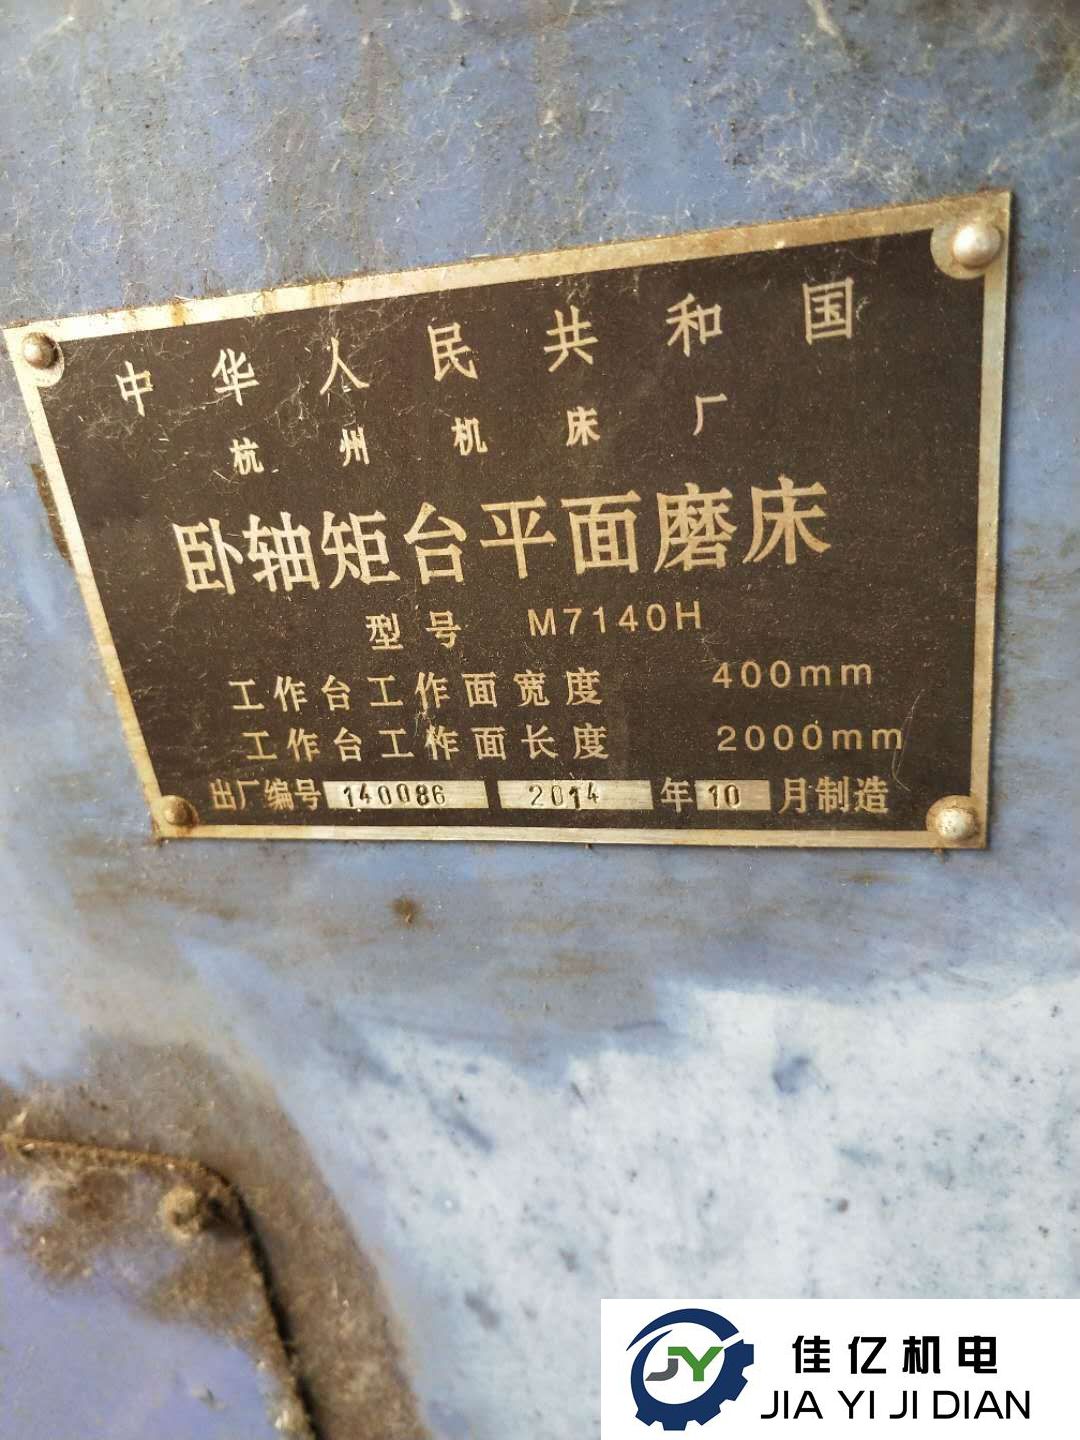 中华人民共和国
杭州机床厂
卧轴矩台平面磨床
型号 M7140H
工作台工作面宽度 400mm
工作台工作面长度 2000mm
出厂编号 140086 2014 年 10 月制造
JY
佳亿机电
JIA YI JI DIAN